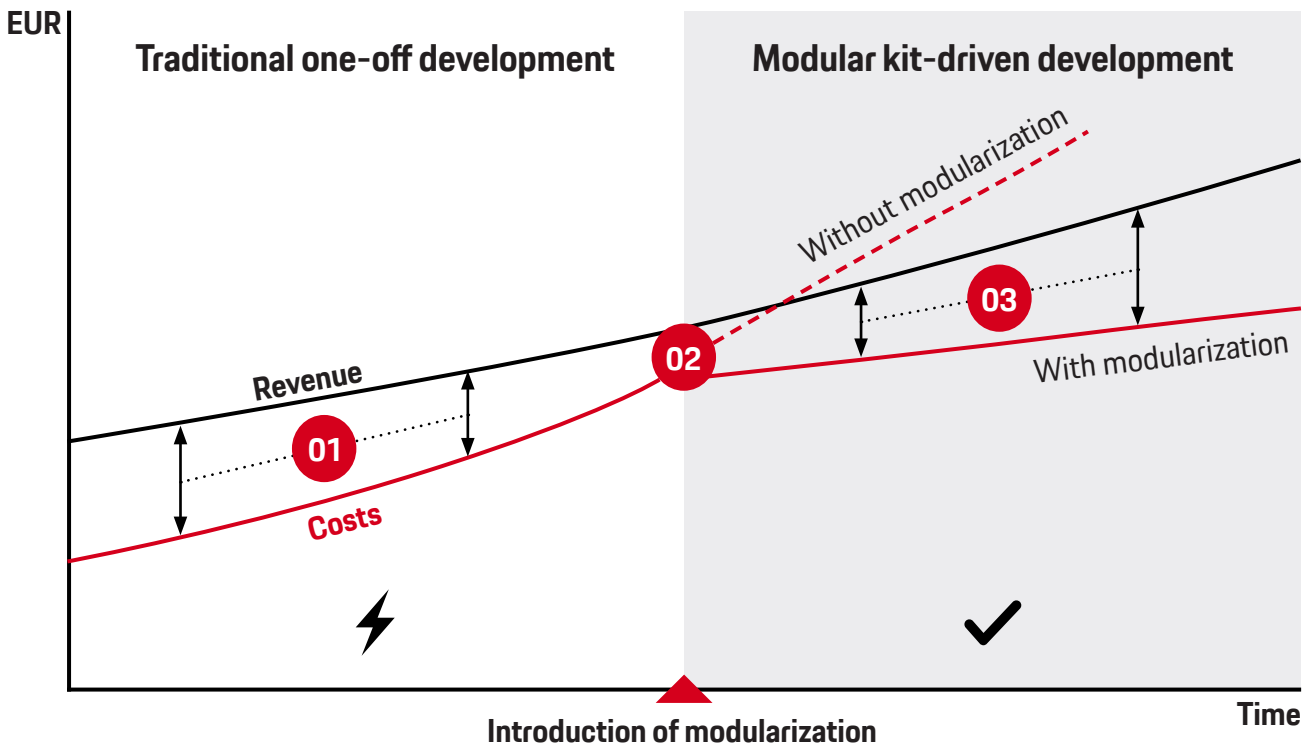 EUR
Traditional one-off development
Modular kit-driven development
Without modularization
Revenue
01
Costs
02
03
With modularization
Time
Introduction of modularization